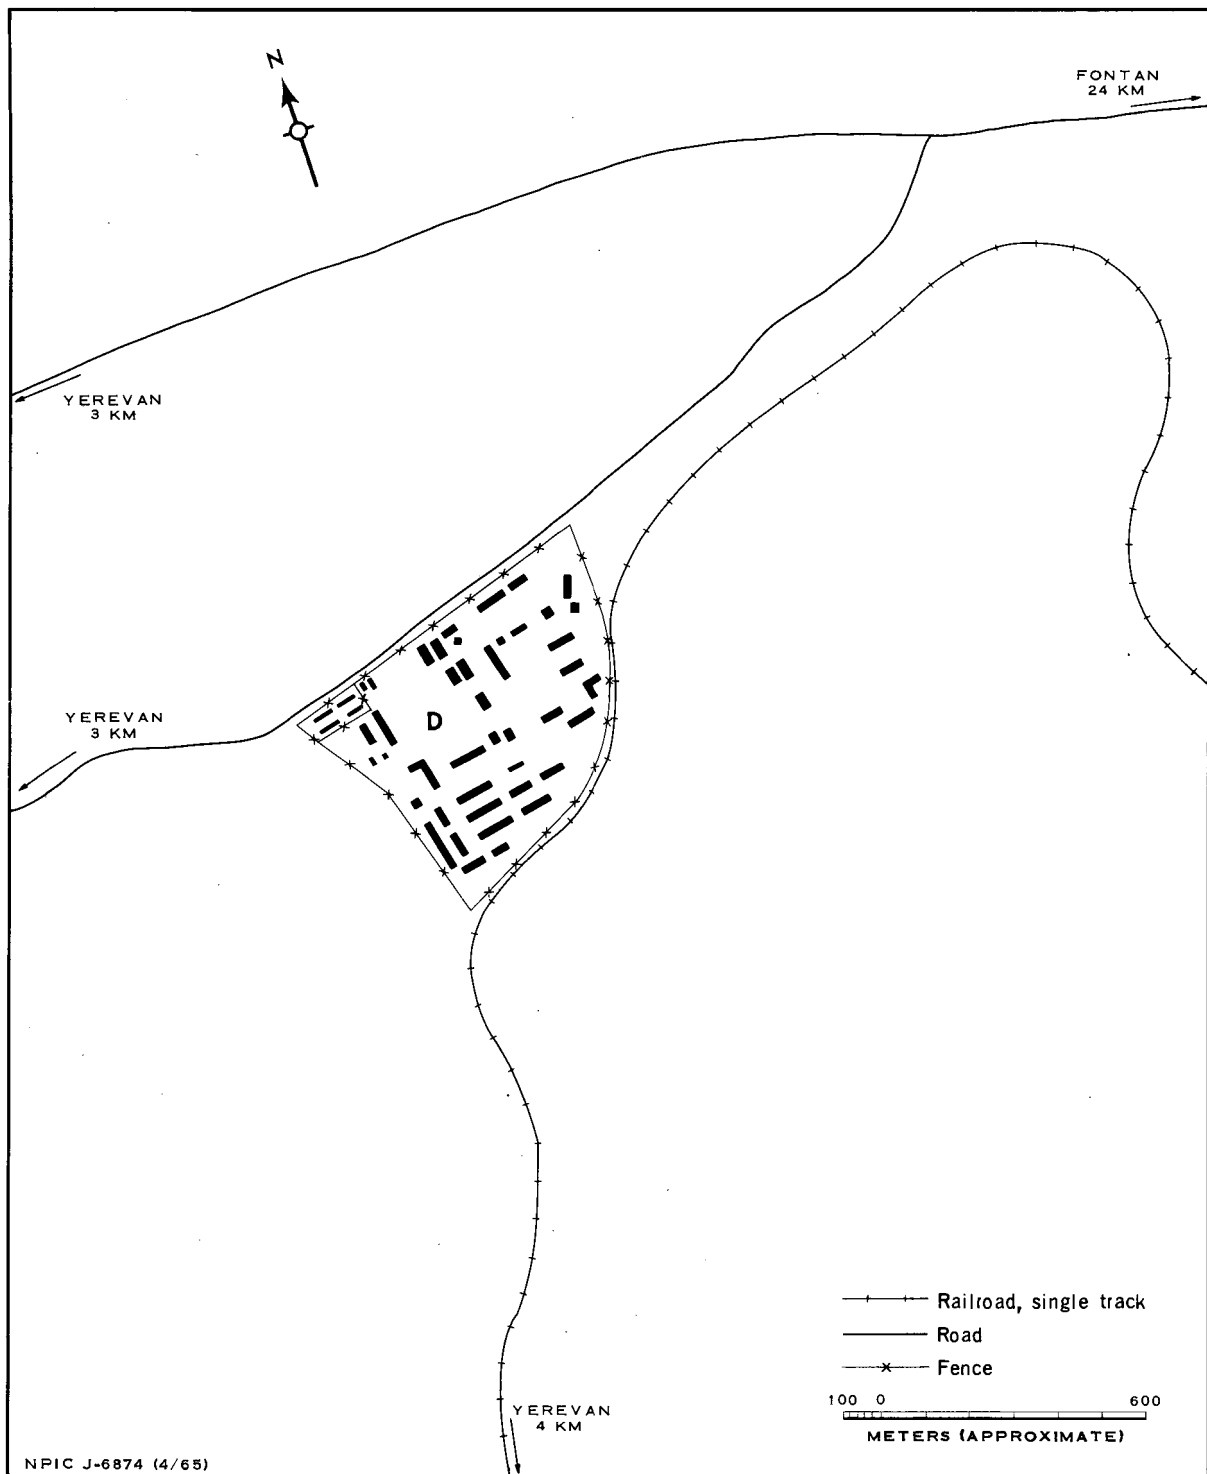 N
FONTAN
24 KM
YEREVAN
3 KM
D
YEREVAN
3 KM
Railroad, single track
Road
Fence
100 0 600
METERS (APPROXIMATE)
YEREVAN
4 KM
NPIC J-6874 (4/65)